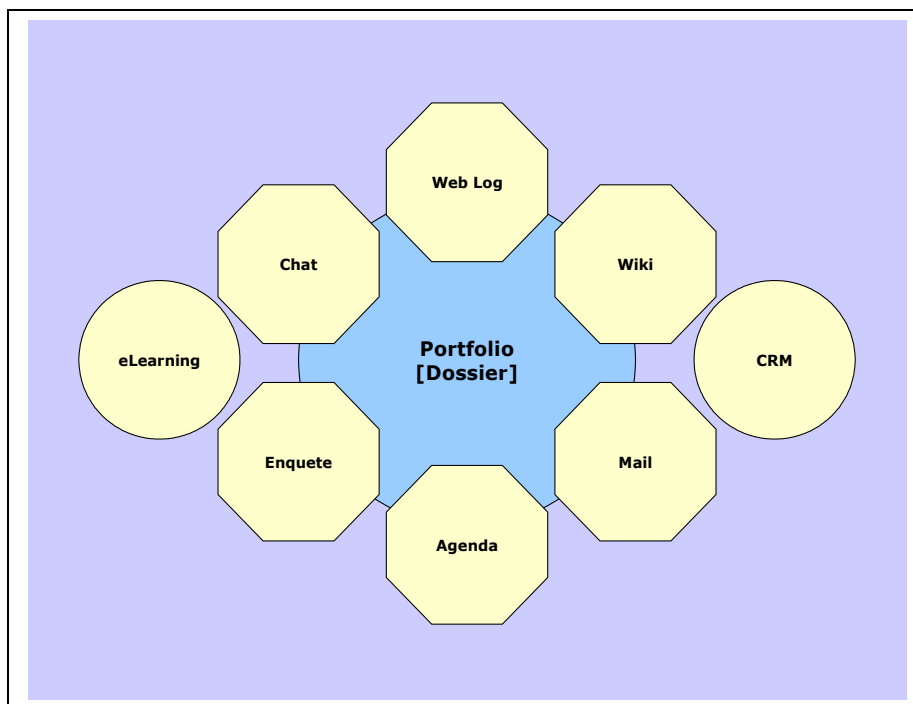 Web Log
Chat
Wiki
eLearning
Portfolio
[Dossier]
CRM
Enquete
Mail
Agenda